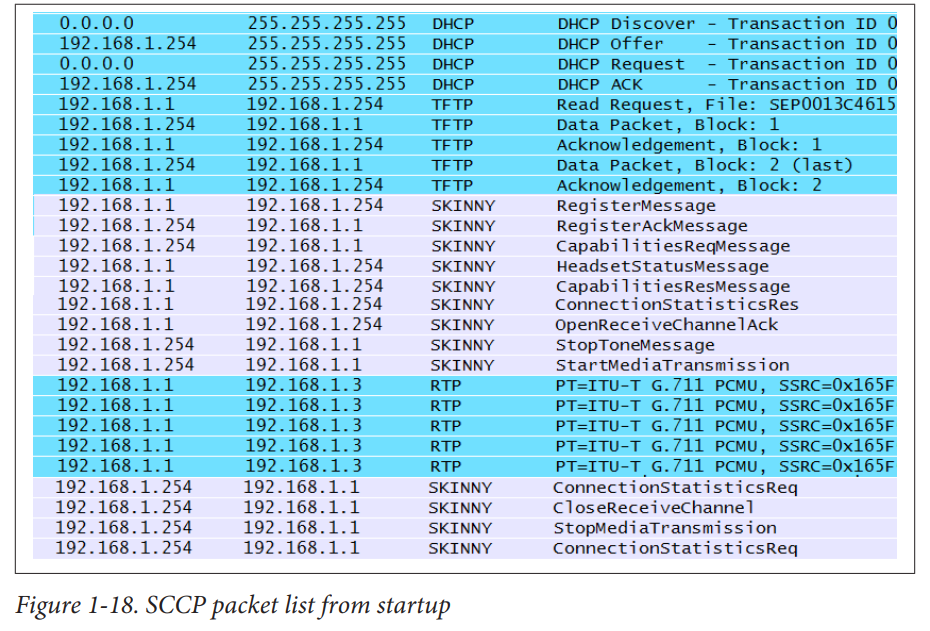 0.0.0.0 255.255.255.255 DHCP DHCP Discover - Transaction ID 0
192.168.1.254 255.255.255.255 DHCP DHCP Offer - Transaction ID 0
0.0.0.0 255.255.255.255 DHCP DHCP Request - Transaction ID 0
192.168.1.254 255.255.255.255 DHCP DHCP ACK - Transaction ID 0
192.168.1.1 192.168.1.254 TFTP Read Request, File: SEP0013C4615
192.168.1.254 192.168.1.1 TFTP Data Packet, Block: 1
192.168.1.1 192.168.1.254 TFTP Acknowledgement, Block: 1
192.168.1.254 192.168.1.1 TFTP Data Packet, Block: 2 (last)
192.168.1.1 192.168.1.254 TFTP Acknowledgement, Block: 2
192.168.1.1 192.168.1.254 SKINNY RegisterMessage
192.168.1.254 192.168.1.1 SKINNY RegisterAckMessage
192.168.1.254 192.168.1.1 SKINNY CapabilitiesReqMessage
192.168.1.1 192.168.1.254 SKINNY HeadsetStatusMessage
192.168.1.1 192.168.1.254 SKINNY CapabilitiesResMessage
192.168.1.1 192.168.1.254 SKINNY ConnectionStatisticsRes
192.168.1.1 192.168.1.254 SKINNY OpenReceiveChannelAck
192.168.1.254 192.168.1.1 SKINNY StopToneMessage
192.168.1.254 192.168.1.1 SKINNY StartMediaTransmission
192.168.1.1 192.168.1.3 RTP PT=ITU-T G.711 PCMU, SSRC=0x165F
192.168.1.1 192.168.1.3 RTP PT=ITU-T G.711 PCMU, SSRC=0x165F
192.168.1.1 192.168.1.3 RTP PT=ITU-T G.711 PCMU, SSRC=0x165F
192.168.1.1 192.168.1.3 RTP PT=ITU-T G.711 PCMU, SSRC=0x165F
192.168.1.1 192.168.1.3 RTP PT=ITU-T G.711 PCMU, SSRC=0x165F
192.168.1.254 192.168.1.1 SKINNY ConnectionStatisticsReq
192.168.1.254 192.168.1.1 SKINNY CloseReceiveChannel
192.168.1.254 192.168.1.1 SKINNY StopMediaTransmission
192.168.1.254 192.168.1.1 SKINNY ConnectionStatisticsReq
Figure 1-18. SCCP packet list from startup